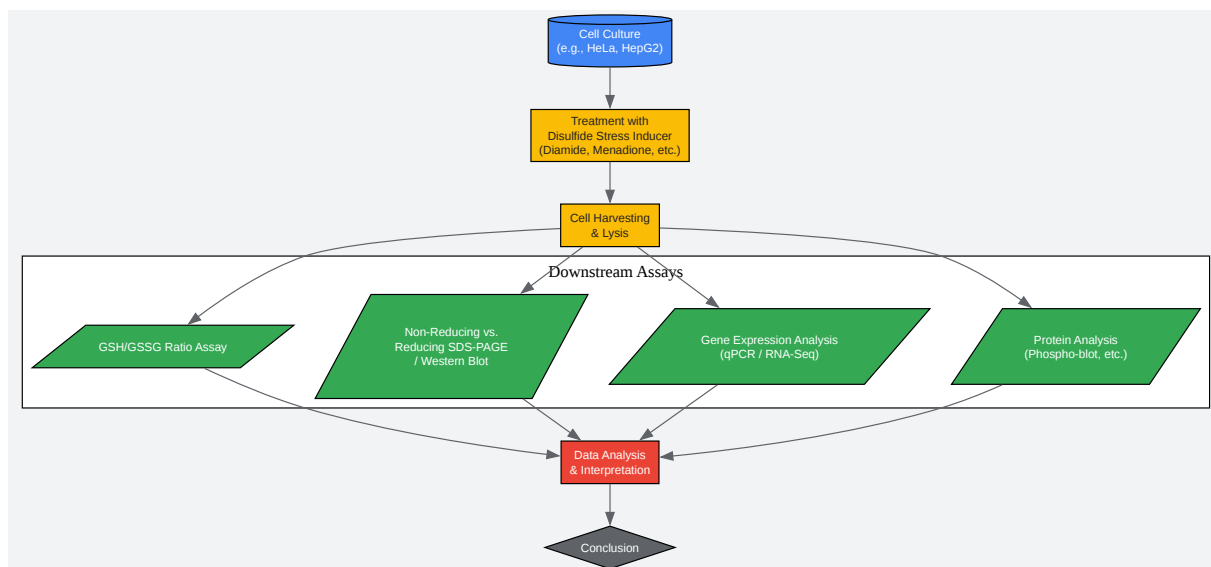 Cell Culture
(e.g., HeLa, HepG2)
Treatment with
Disulfide Stress Inducer
(Diamide, Menadione, etc.)
Cell Harvesting
& Lysis
Downstream Assays
GSH/GSSG Ratio Assay
Non-Reducing vs.
Reducing SDS-PAGE
/ Western Blot
Gene Expression Analysis
(qPCR / RNA-Seq)
Protein Analysis
(Phospho-blot, etc.)
Data Analysis
& Interpretation
Conclusion